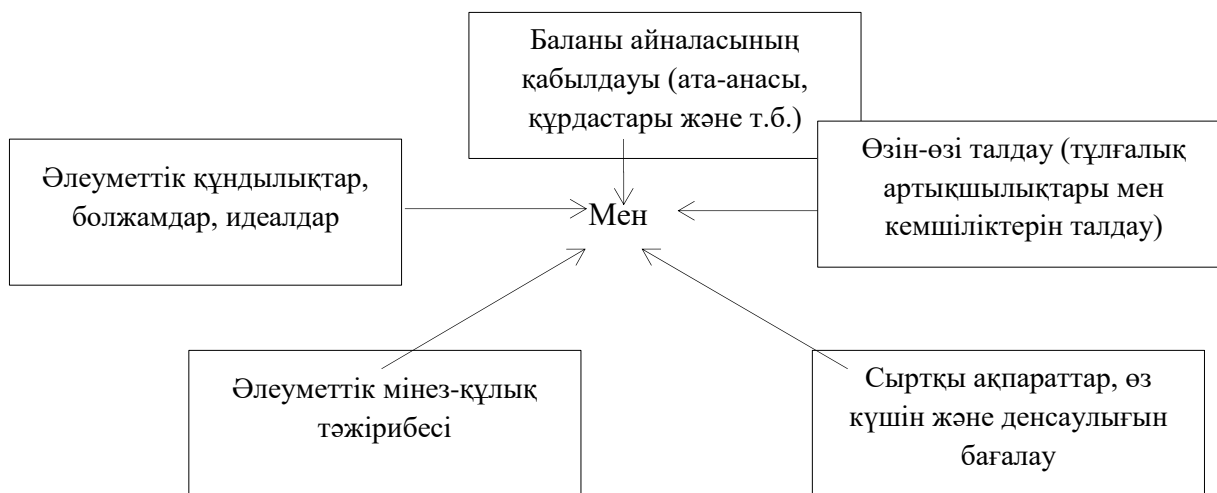 Баланы айналасының
қабылдауы (ата-анасы,
құрдастары және т.б.)
Әлеуметтік құндылықтар,
болжамдар, идеалдар
Мен
Өзін-өзі талдау (тұлғалық
артықшылықтары мен
кемшіліктерін талдау)
Әлеуметтік мінез-құлық
тәжірибесі
Сыртқы ақпараттар, өз
күшін және денсаулығын
бағалау